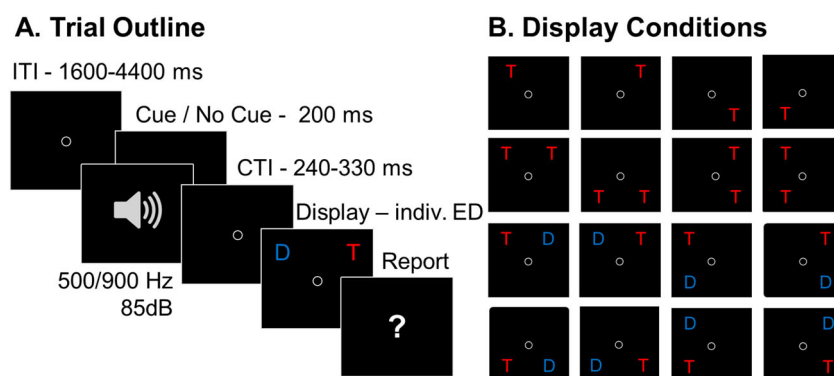 A. Trial Outline
ITI - 1600-4400 ms
Cue / No Cue - 200 ms
CTI - 240-330 ms
Display – indiv. ED
D T
Report
500/900 Hz
85dB
?
B. Display Conditions
T T T T
T T T T T T T T
T D D T T D T D
T D D T D T D T